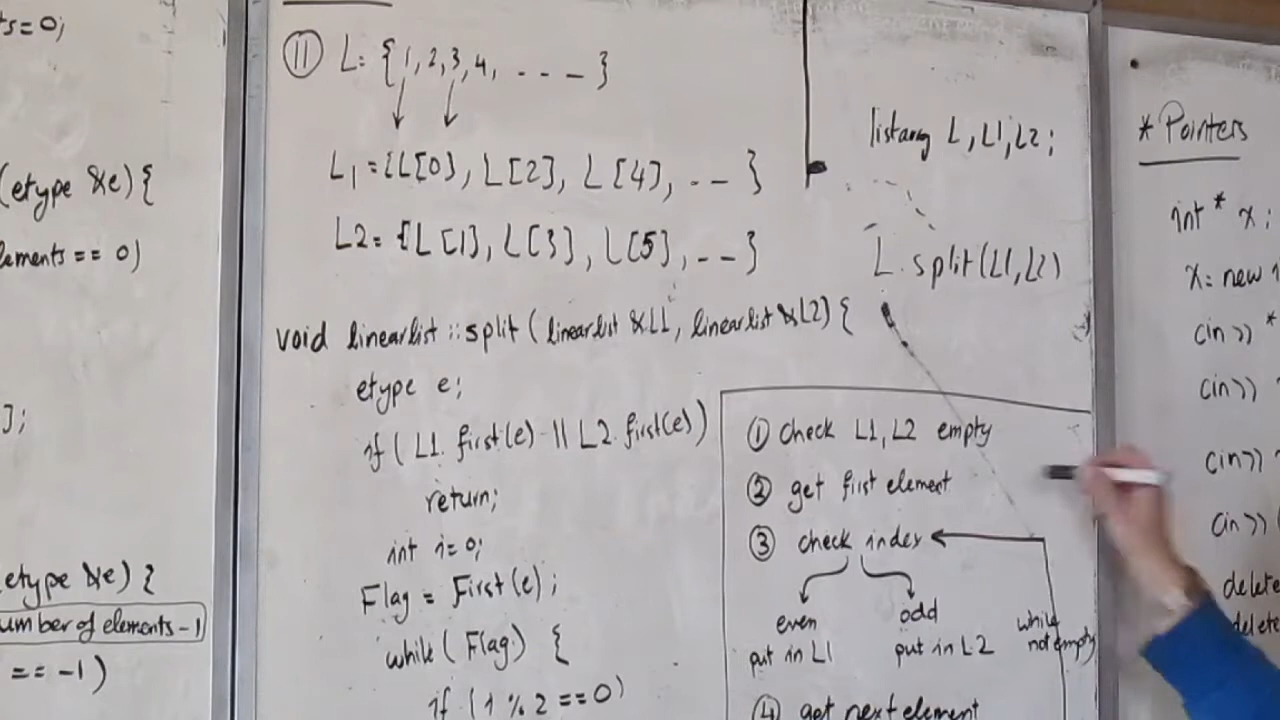 ts=0;
(etype &e){
lements == 0)
];
etype &e) {
umber of elements-1
== -1)
11 L: {1, 2, 3, 4, . . . _ }
L1 = {L[0], L[2], L[4], . _ _ }
L2 = {L[1], L[3], L[5], . _ _ }
void linearlist :: split ( linearlist &L1, linearlist &L2) {
etype e;
if ( L1. first(e) || L2. first(e) )
return;
int i=0;
Flag = First(e);
while ( Flag) {
if ( 1 % 2 == 0)
L, L1, L2;
L. split(L1, L2)
1 check L1, L2 empty
2 get first element
3 check index
even
put in L1
odd
put in L2
while
not empty
4 get next element
* Pointers
int * x;
x= new
cin >> *
cin >>
cin >>
cin >>
delete
delete